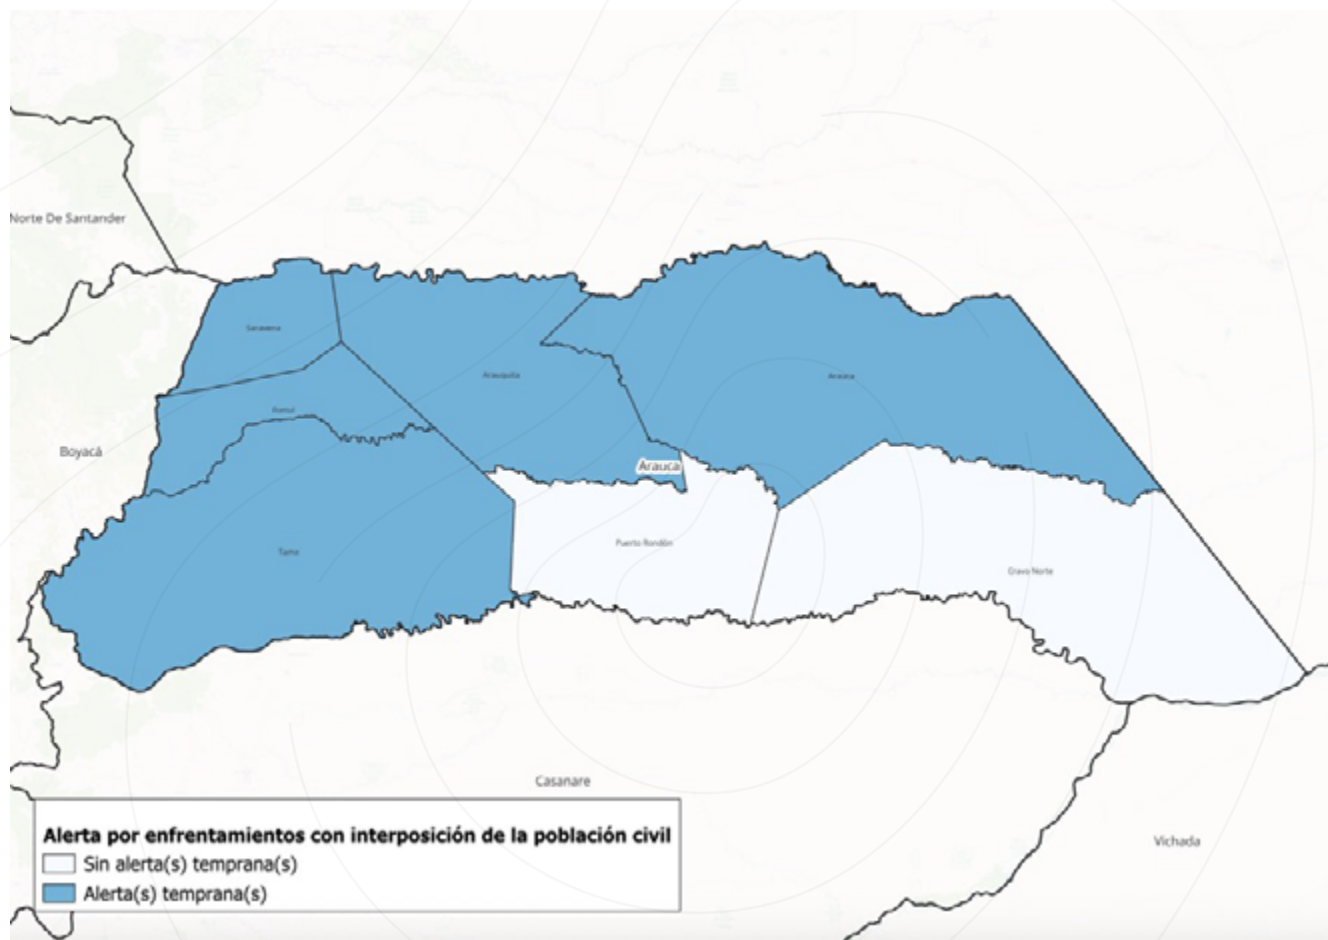 Norte De Santander
Saravena
Arauquita
Arauca
Fortul
Boyacá
Arauca
Tame
Puerto Rondón
Cravo Norte
Casanare
Alerta por enfrentamientos con interposición de la población civil
Sin alerta(s) temprana(s)
Alerta(s) temprana(s)
Vichada